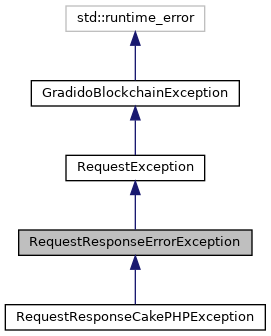 std::runtime_error
GradidoBlockchainException
RequestException
RequestResponseErrorException
RequestResponseCakePHPException